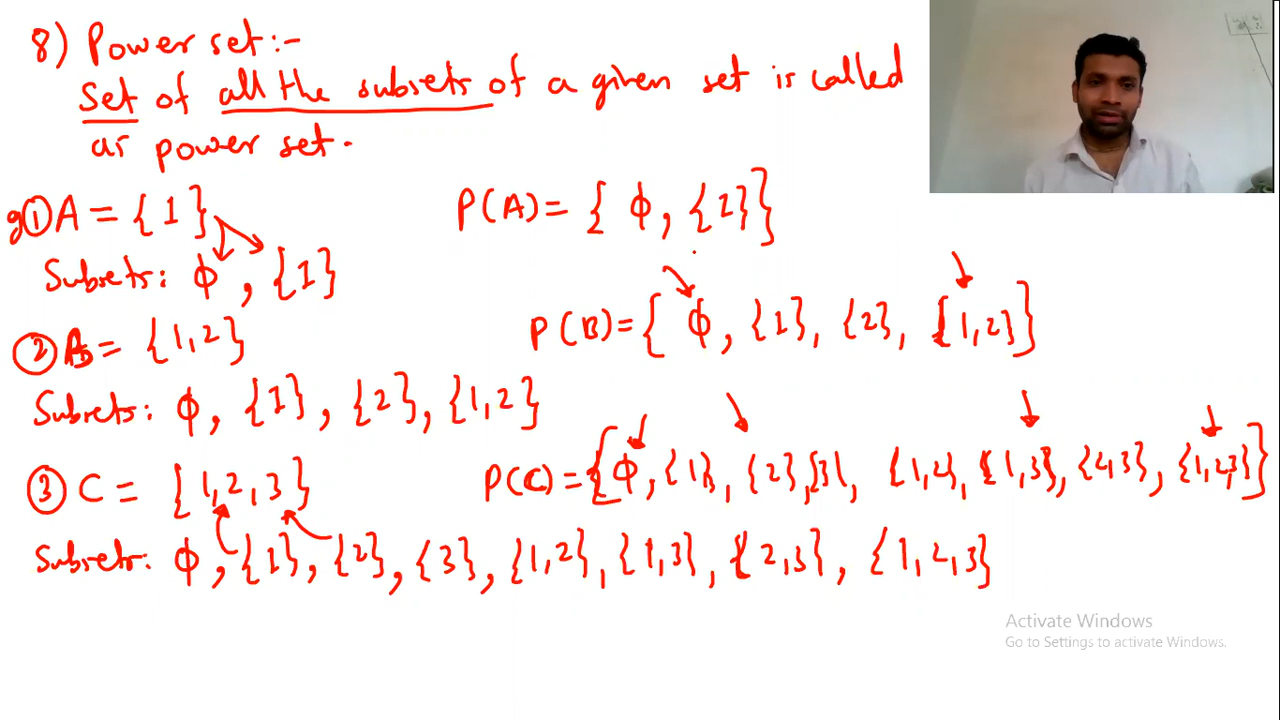 8) Power set:-
Set of all the subsets of a given set is called
as power set.
eg ① A = {1}
P(A) = { ϕ, {1}}
Subsets: ϕ, {1}
② B = {1,2}
P(B) = { ϕ, {1}, {2}, {1,2}}
Subsets: ϕ, {1}, {2}, {1,2}
③ C = {1,2,3}
P(C) = {ϕ, {1}, {2}, {3}, {1,2}, {1,3}, {2,3}, {1,2,3}}
Subsets: ϕ, {1}, {2}, {3}, {1,2}, {1,3}, {2,3}, {1,2,3}
Activate Windows
Go to Settings to activate Windows.